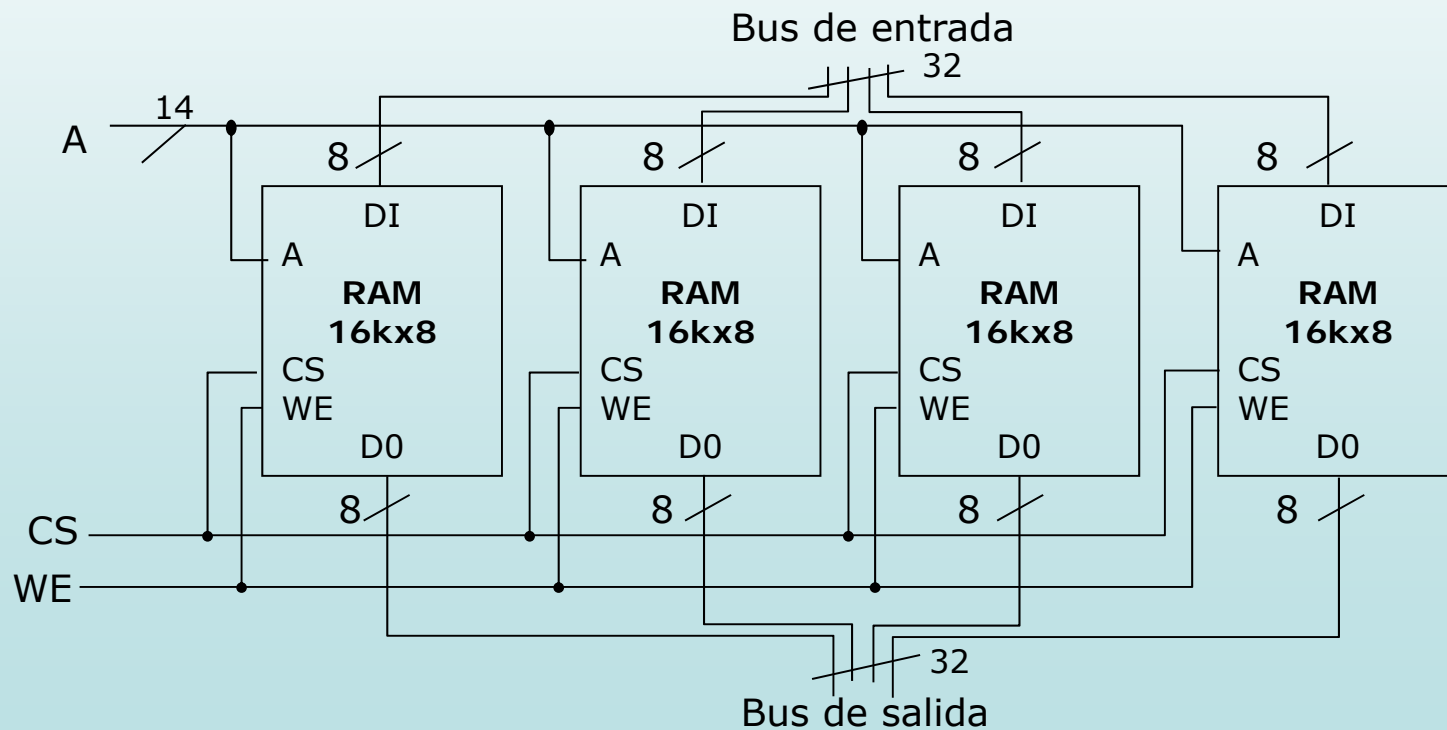 Bus de entrada
32
14
A
8
8
8
8
DI
DI
DI
DI
A
A
A
A
RAM
16kx8
RAM
16kx8
RAM
16kx8
RAM
16kx8
CS
CS
CS
CS
WE
WE
WE
WE
D0
D0
D0
D0
8
8
8
8
CS
WE
32
Bus de salida